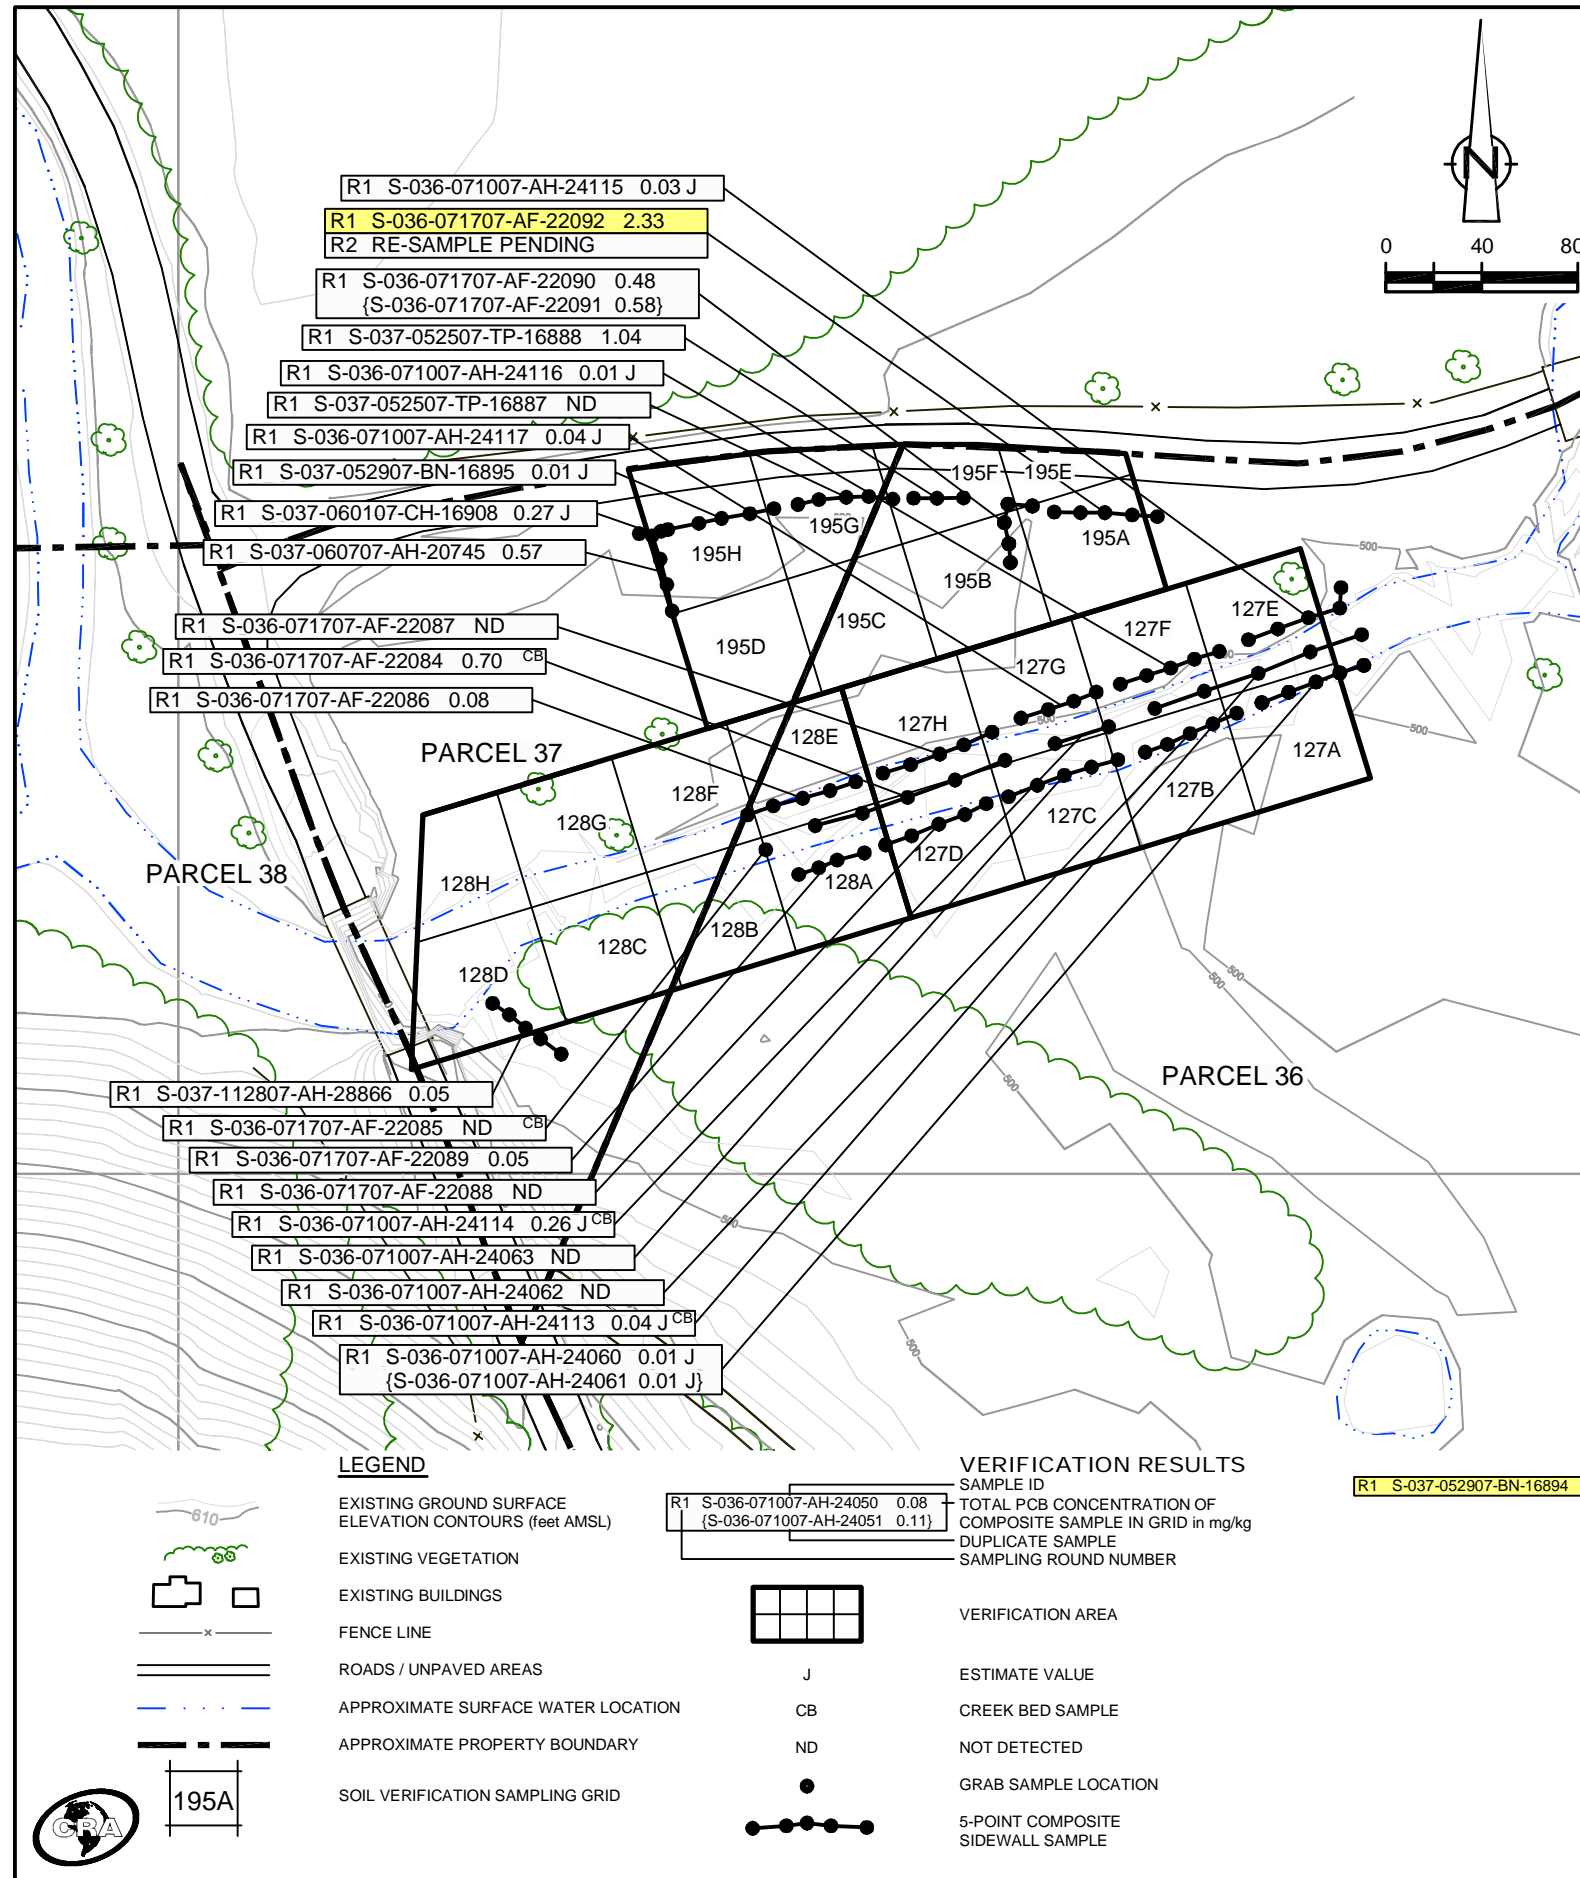 R1 S-036-071007-AH-24115 0.03 J
R1 S-036-071707-AF-22092 2.33
R2 RE-SAMPLE PENDING
R1 S-036-071707-AF-22090 0.48
{S-036-071707-AF-22091 0.58}
R1 S-037-052507-TP-16888 1.04
R1 S-036-071007-AH-24116 0.01 J
R1 S-037-052507-TP-16887 ND
R1 S-036-071007-AH-24117 0.04 J
R1 S-037-052907-BN-16895 0.01 J
R1 S-037-060107-CH-16908 0.27 J
R1 S-037-060707-AH-20745 0.57
R1 S-036-071707-AF-22087 ND
R1 S-036-071707-AF-22084 0.70 CB
R1 S-036-071707-AF-22086 0.08
N
0 40 80
195F
195E
195G
195A
195H
195B
195C
195D
500
127E
127F
127G
127H
500
500
500
127A
127B
127C
127D
128E
128F
128G
128H
128A
128B
128C
128D
PARCEL 37
PARCEL 38
PARCEL 36
500
500
500
500
500
R1 S-037-112807-AH-28866 0.05
R1 S-036-071707-AF-22085 ND CB
R1 S-036-071707-AF-22089 0.05
R1 S-036-071707-AF-22088 ND
R1 S-036-071007-AH-24114 0.26 J CB
R1 S-036-071007-AH-24063 ND
R1 S-036-071007-AH-24062 ND
R1 S-036-071007-AH-24113 0.04 J CB
R1 S-036-071007-AH-24060 0.01 J
{S-036-071007-AH-24061 0.01 J}
LEGEND
610
EXISTING GROUND SURFACE
ELEVATION CONTOURS (feet AMSL)
EXISTING VEGETATION
EXISTING BUILDINGS
FENCE LINE
ROADS / UNPAVED AREAS
APPROXIMATE SURFACE WATER LOCATION
APPROXIMATE PROPERTY BOUNDARY
195A
SOIL VERIFICATION SAMPLING GRID
CRA
VERIFICATION RESULTS
SAMPLE ID
R1 S-036-071007-AH-24050 0.08
{S-036-071007-AH-24051 0.11}
TOTAL PCB CONCENTRATION OF
COMPOSITE SAMPLE IN GRID in mg/kg
DUPLICATE SAMPLE
SAMPLING ROUND NUMBER
VERIFICATION AREA
J ESTIMATE VALUE
CB CREEK BED SAMPLE
ND NOT DETECTED
GRAB SAMPLE LOCATION
5-POINT COMPOSITE
SIDEWALL SAMPLE
R1 S-037-052907-BN-16894